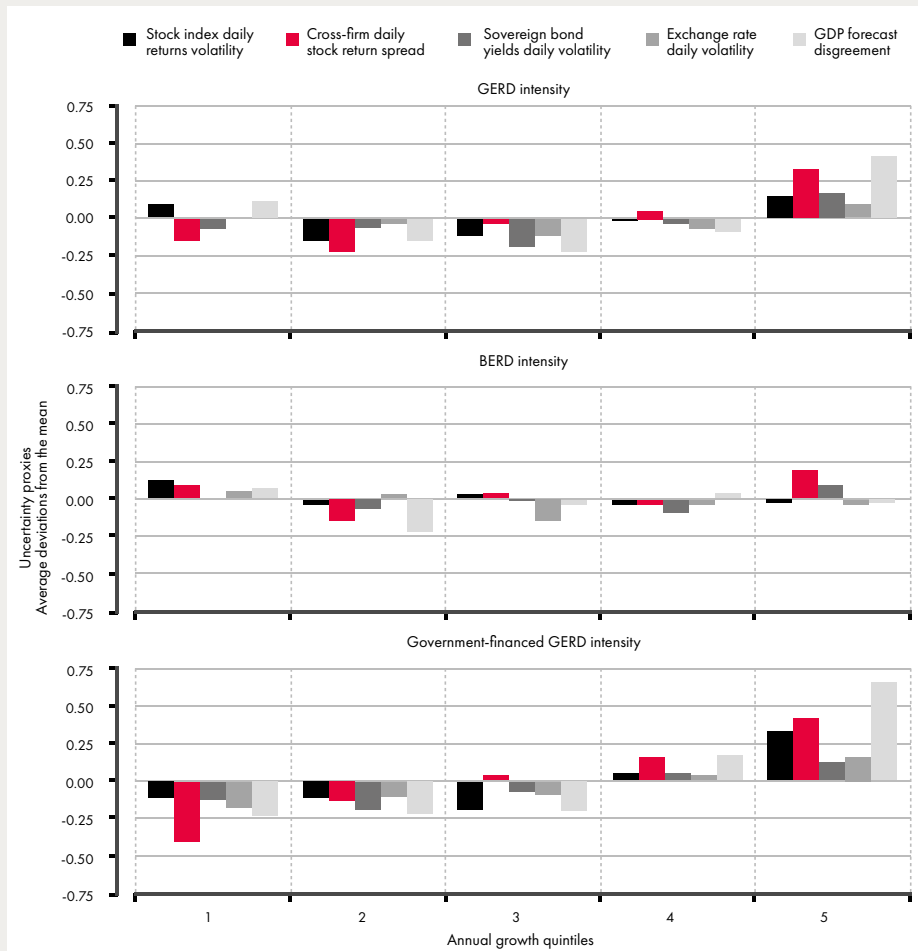 Stock index daily
returns volatility
Cross-firm daily
stock return spread
Sovereign bond
yields daily volatility
Exchange rate
daily volatility
GDP forecast
disgreement
GERD intensity
0.75
0.50
0.25
0.00
-0.25
-0.50
-0.75
BERD intensity
0.75
0.50
0.25
0.00
-0.25
-0.50
-0.75
Uncertainty proxies
Average deviations from the mean
Government-financed GERD intensity
0.75
0.50
0.25
0.00
-0.25
-0.50
-0.75
1 2 3 4 5
Annual growth quintiles